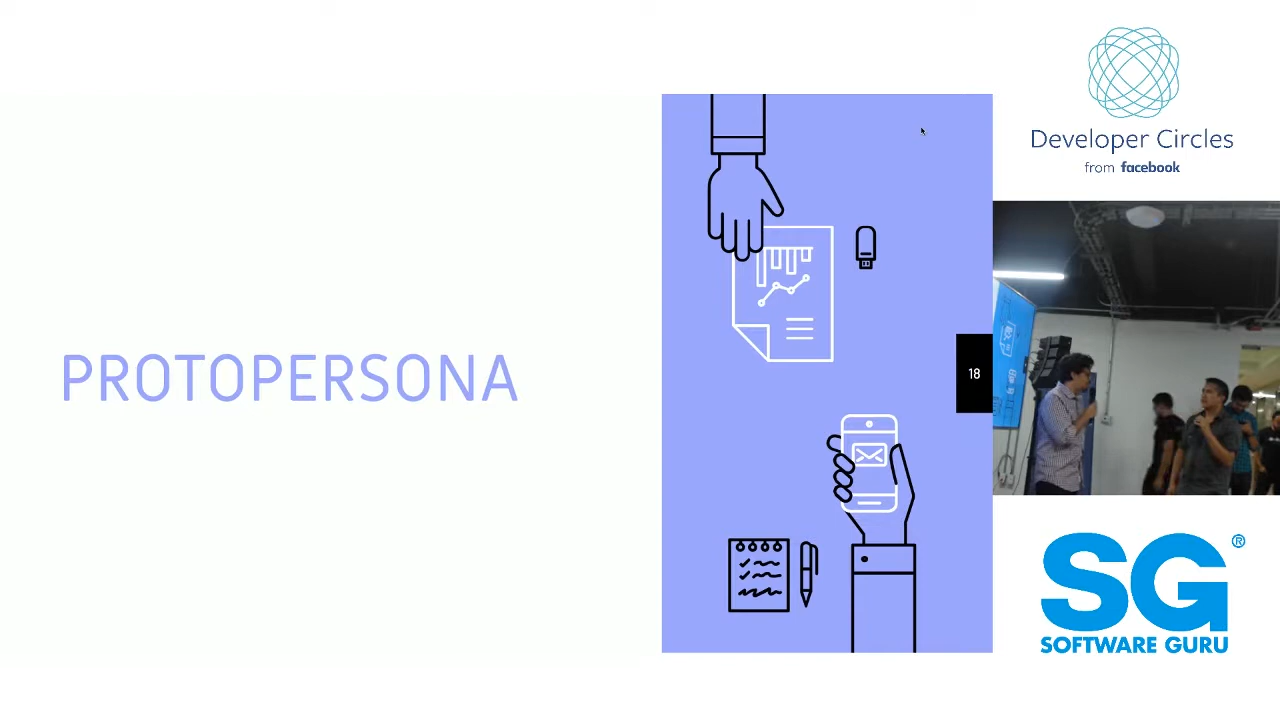 PROTOPERSONA
18
Developer Circles
from facebook
SG®
SOFTWARE GURU